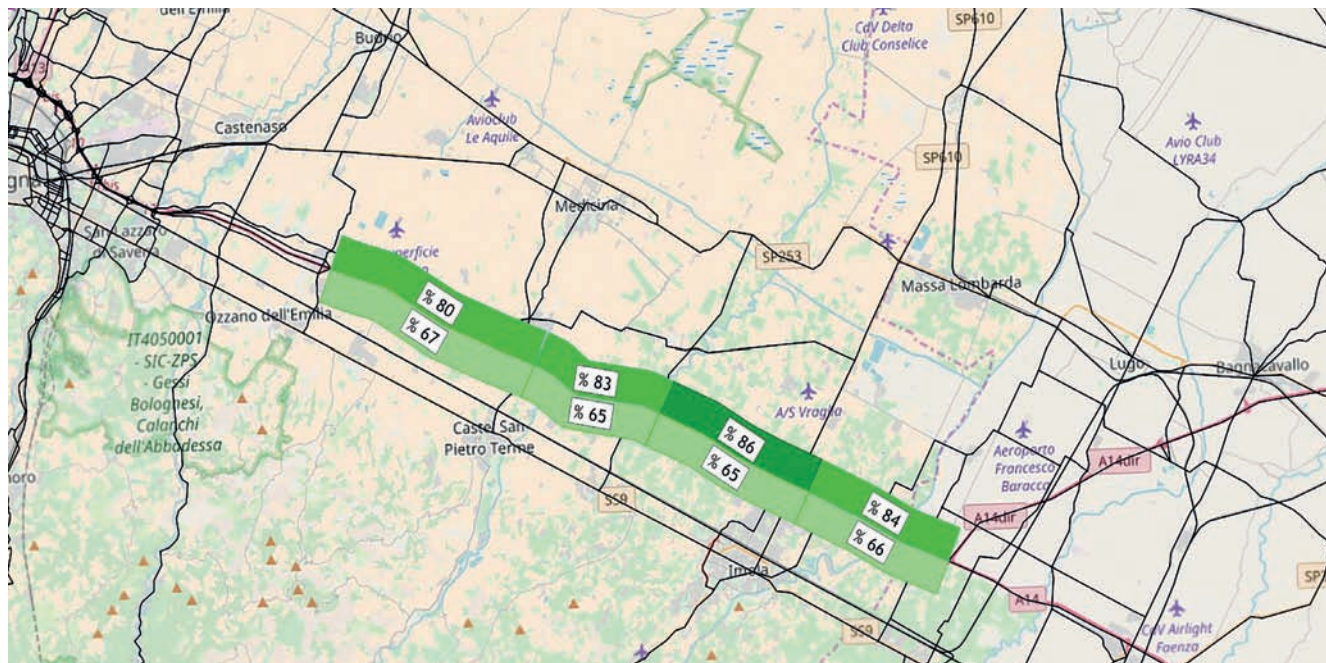 dell'Emilia
Budrio
CdV Delta
Club Conselice
SP610
Avioclub
Le Aquile
Castenaso
Avio Club
LYRA34
SP610
gna
San Lazzaro
di Savena
Medicina
SP253
Massa Lombarda
Ozzano dell'Emilia
IT4050001
- SIC-ZPS
- Gessi
Bolognesi,
Calanchi
dell'Abbadessa
% 80
% 67
Lugo
Bagnacavallo
% 83
% 65
A/S Vraglia
Castel San
Pietro Terme
% 86
% 65
Aeroporto
Francesco
Baracca
A14dir
A14dir
SS9
% 84
% 66
Imola
A14
SS9
CdV Airlight
Faenza